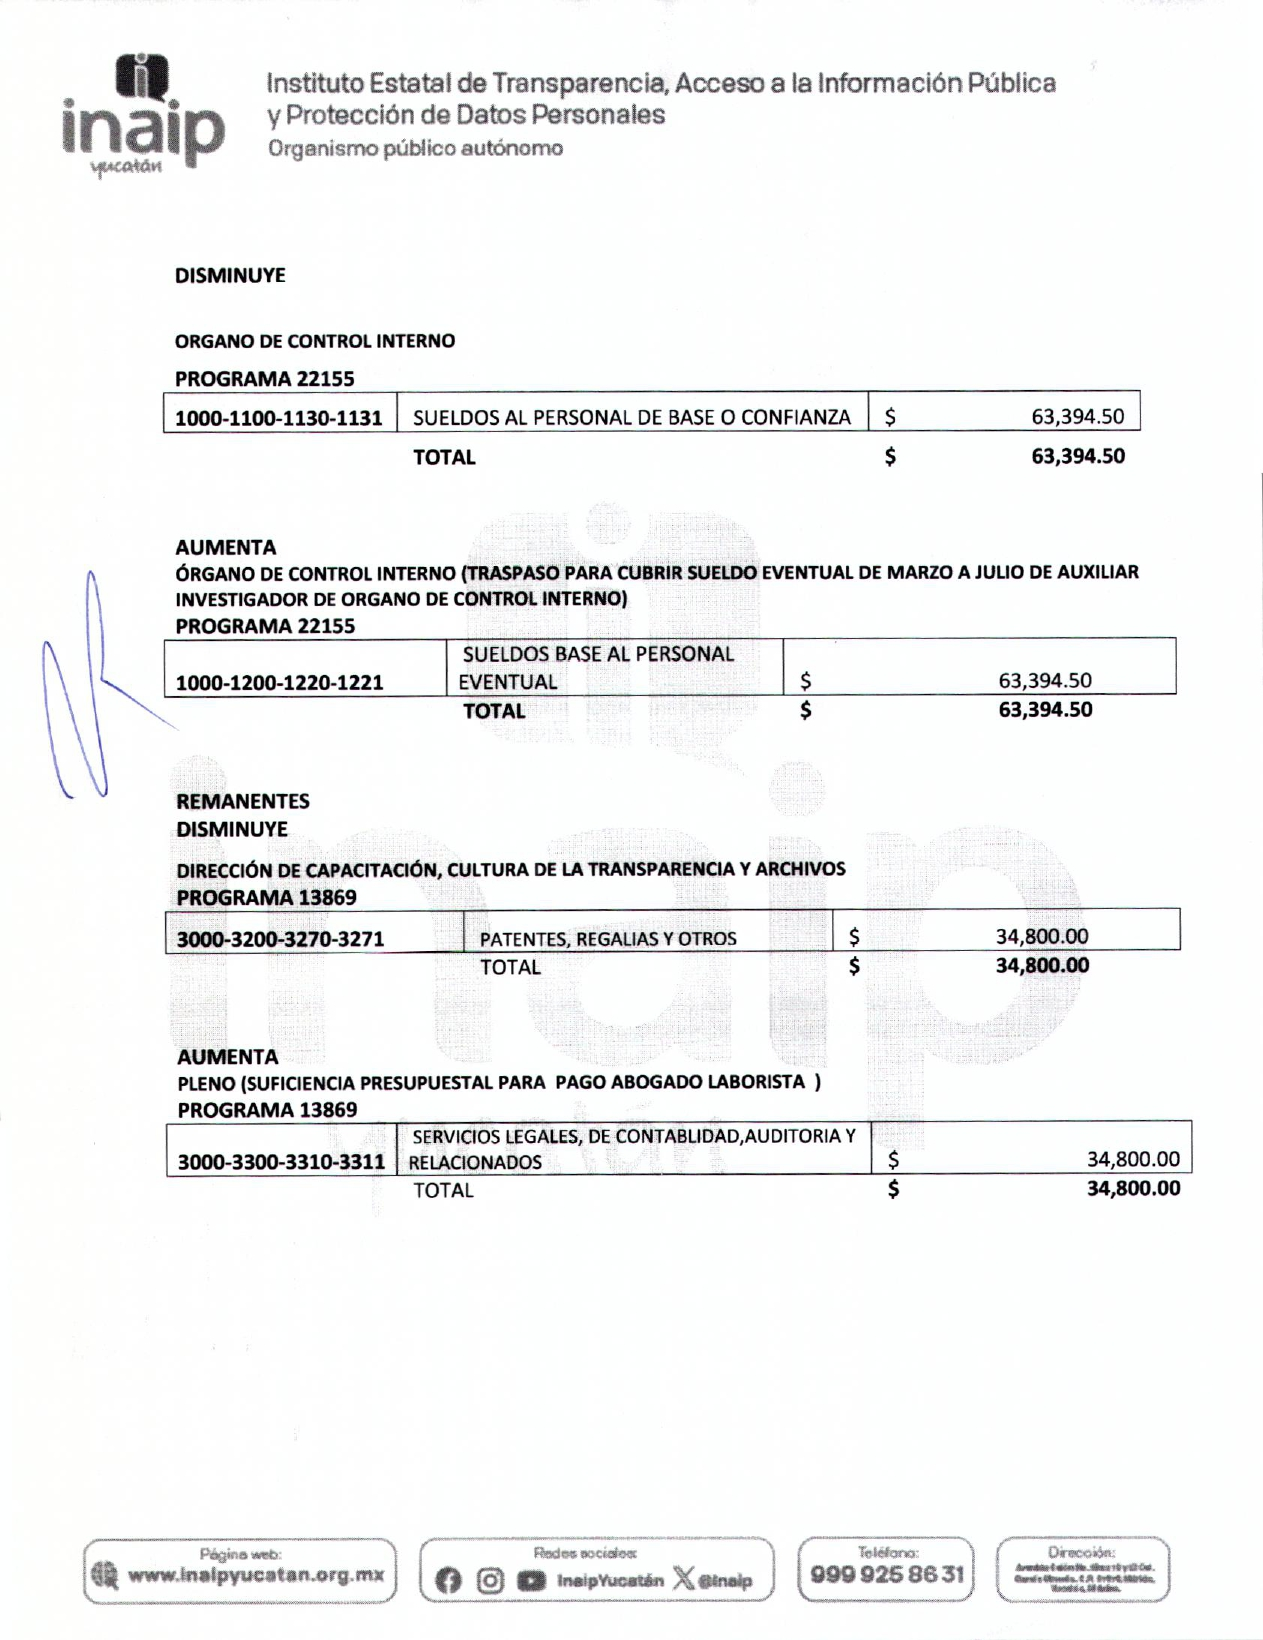 inaip
yucatán
Instituto Estatal de Transparencia, Acceso a la Información Pública
y Protección de Datos Personales
Organismo público autónomo
DISMINUYE
ORGANO DE CONTROL INTERNO
PROGRAMA 22155
1000-1100-1130-1131 SUELDOS AL PERSONAL DE BASE O CONFIANZA $ 63,394.50
TOTAL $ 63,394.50
AUMENTA
ÓRGANO DE CONTROL INTERNO (TRASPASO PARA CUBRIR SUELDO EVENTUAL DE MARZO A JULIO DE AUXILIAR
INVESTIGADOR DE ORGANO DE CONTROL INTERNO)
PROGRAMA 22155
SUELDOS BASE AL PERSONAL
1000-1200-1220-1221 EVENTUAL $ 63,394.50
TOTAL $ 63,394.50
REMANENTES
DISMINUYE
DIRECCIÓN DE CAPACITACIÓN, CULTURA DE LA TRANSPARENCIA Y ARCHIVOS
PROGRAMA 13869
3000-3200-3270-3271 PATENTES, REGALIAS Y OTROS $ 34,800.00
TOTAL $ 34,800.00
AUMENTA
PLENO (SUFICIENCIA PRESUPUESTAL PARA PAGO ABOGADO LABORISTA )
PROGRAMA 13869
SERVICIOS LEGALES, DE CONTABLIDAD,AUDITORIA Y
3000-3300-3310-3311 RELACIONADOS $ 34,800.00
TOTAL $ 34,800.00
Página web:
www.inaipyucatan.org.mx
Redes sociales:
InaipYucatán @inaip
Teléfono:
999 925 86 31
Dirección: